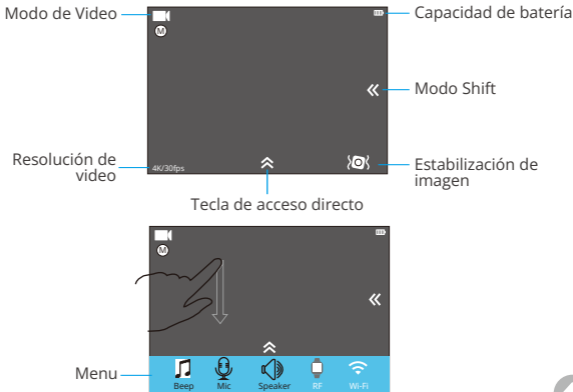 Modo de Video
Capacidad de batería
M
Modo Shift
Resolución de
video
4K/30fps
Estabilización de
imagen
Tecla de acceso directo
M
Menu
Beep
Mic
Speaker
RF
Wi-Fi